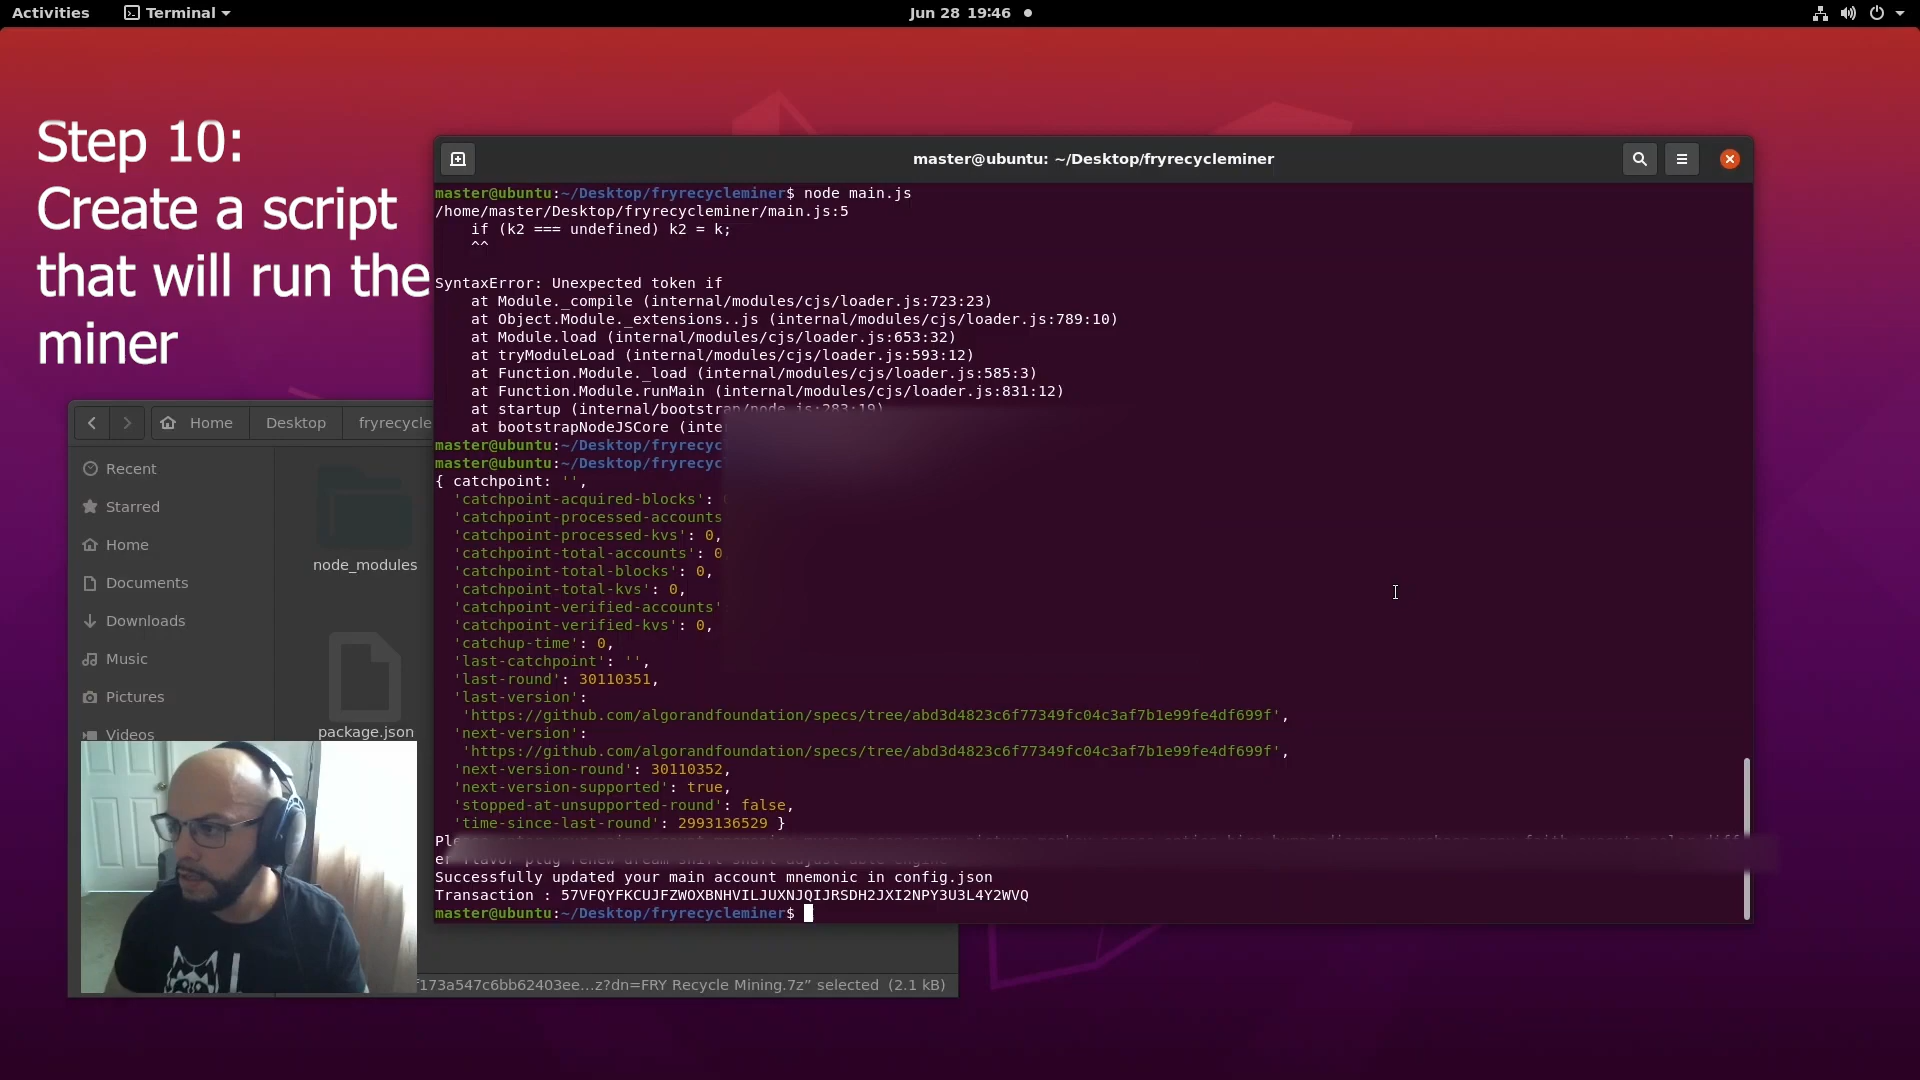 Activities
Terminal
Jun 28 19:46
Step 10:
Create a script
that will run the
miner
master@ubuntu: ~/Desktop/fryrecycleminer
master@ubuntu:~/Desktop/fryrecycleminer$ node main.js
/home/master/Desktop/fryrecycleminer/main.js:5
if (k2 === undefined) k2 = k;
^^
SyntaxError: Unexpected token if
at Module._compile (internal/modules/cjs/loader.js:723:23)
at Object.Module._extensions..js (internal/modules/cjs/loader.js:789:10)
at Module.load (internal/modules/cjs/loader.js:653:32)
at tryModuleLoad (internal/modules/cjs/loader.js:593:12)
at Function.Module._load (internal/modules/cjs/loader.js:585:3)
at Function.Module.runMain (internal/modules/cjs/loader.js:831:12)
at startup (internal/bootstrap/node.js:283:19)
at bootstrapNodeJSCore (inte
master@ubuntu:~/Desktop/fryrecyc
master@ubuntu:~/Desktop/fryrecyc
{ catchpoint: '',
'catchpoint-acquired-blocks':
'catchpoint-processed-accounts
'catchpoint-processed-kvs': 0,
'catchpoint-total-accounts': 0
'catchpoint-total-blocks': 0,
'catchpoint-total-kvs': 0,
'catchpoint-verified-accounts'
'catchpoint-verified-kvs': 0,
'catchup-time': 0,
'last-catchpoint': '',
'last-round': 30110351,
'last-version':
'https://github.com/algorandfoundation/specs/tree/abd3d4823c6f77349fc04c3af7b1e99fe4df699f',
'next-version':
'https://github.com/algorandfoundation/specs/tree/abd3d4823c6f77349fc04c3af7b1e99fe4df699f',
'next-version-round': 30110352,
'next-version-supported': true,
'stopped-at-unsupported-round': false,
'time-since-last-round': 2993136529 }
Successfully updated your main account mnemonic in config.json
Transaction : 57VFQYFKCUJFZWOXBNHVILJUXNJQIJRSDH2JXI2NPY3U3L4Y2WVQ
master@ubuntu:~/Desktop/fryrecycleminer$
Home
Desktop
fryrecycle
Recent
Starred
Home
Documents
Downloads
Music
Pictures
Videos
node_modules
package.json
f173a547c6bb62403ee…z?dn=FRY Recycle Mining.7z” selected (2.1 kB)